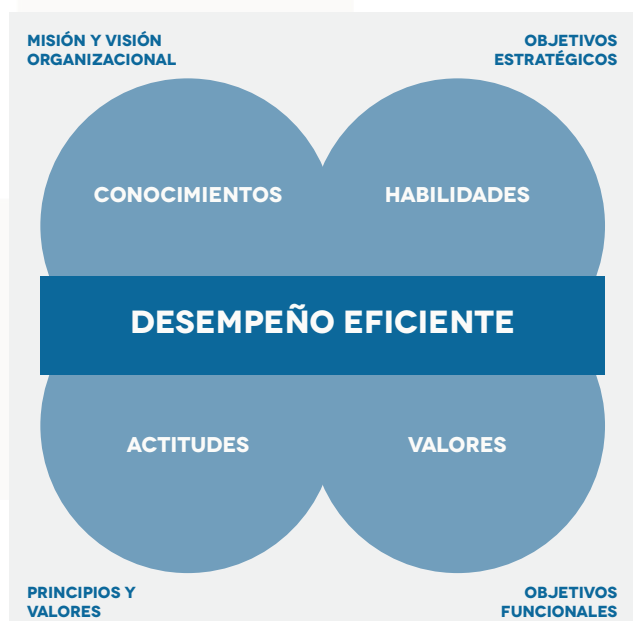 MISIÓN Y VISIÓN
ORGANIZACIONAL
OBJETIVOS
ESTRATÉGICOS
CONOCIMIENTOS
HABILIDADES
DESEMPEÑO EFICIENTE
ACTITUDES
VALORES
PRINCIPIOS Y
VALORES
OBJETIVOS
FUNCIONALES